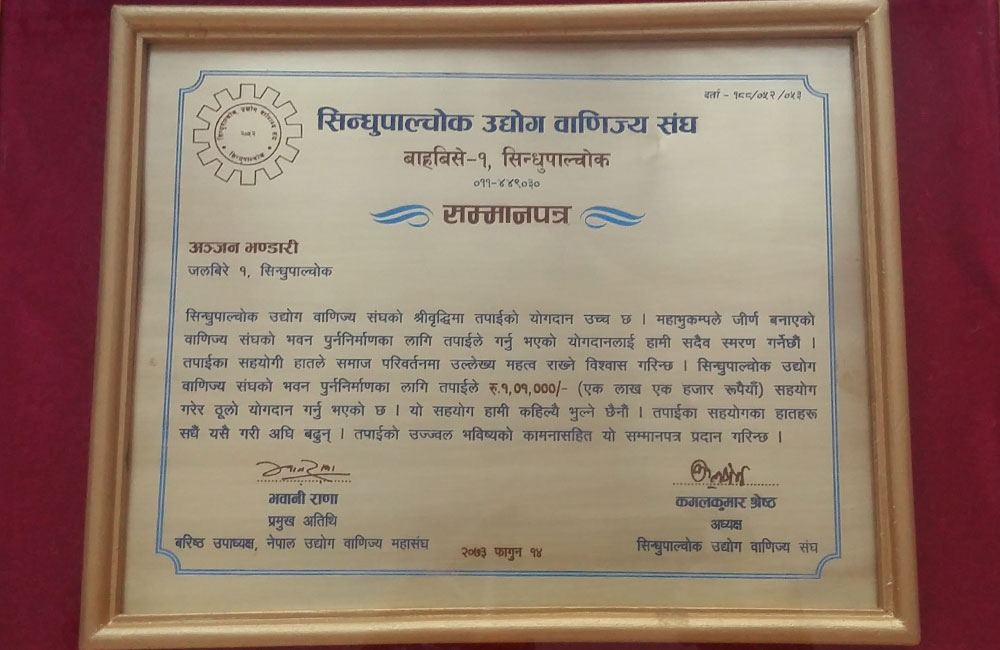 दर्ता - १८८/०५२/०५३
सिन्धुपाल्चोक उद्योग वाणिज्य संघ
२०५२
सिन्धुपाल्चोक
सिन्धुपाल्चोक उद्योग वाणिज्य संघ
बाह्रबिसे-१, सिन्धुपाल्चोक
०११-४४९०३०
सम्मानपत्र
अञ्जन भण्डारी
जलबिरे १, सिन्धुपाल्चोक
सिन्धुपाल्चोक उद्योग वाणिज्य संघको श्रीवृद्धिमा तपाईको योगदान उच्च छ । महाभुकम्पले जीर्ण बनाएको
वाणिज्य संघको भवन पुर्ननिर्माणका लागि तपाईले गर्नु भएको योगदानलाई हामी सदैव स्मरण गर्नेछौं ।
तपाईका सहयोगी हातले समाज परिवर्तनमा उल्लेख्य महत्व राख्ने विश्वास गरिन्छ । सिन्धुपाल्चोक उद्योग
वाणिज्य संघको भवन पुर्ननिर्माणका लागि तपाईले रु.१,०१,०००/- (एक लाख एक हजार रूपैयाँ) सहयोग
गरेर ठूलो योगदान गर्नु भएको छ । यो सहयोग हामी कहिल्यै भुल्ने छैनौं । तपाईका सहयोगका हातहरू
सधैं यसै गरी अघि बढुन् । तपाईको उज्ज्वल भविष्यको कामनासहित यो सम्मानपत्र प्रदान गरिन्छ ।
भवानी राणा
प्रमुख अतिथि
बरिष्ठ उपाध्यक्ष, नेपाल उद्योग वाणिज्य महासंघ
२०७३ फागुन १४
कमलकुमार श्रेष्ठ
अध्यक्ष
सिन्धुपाल्चोक उद्योग वाणिज्य संघ